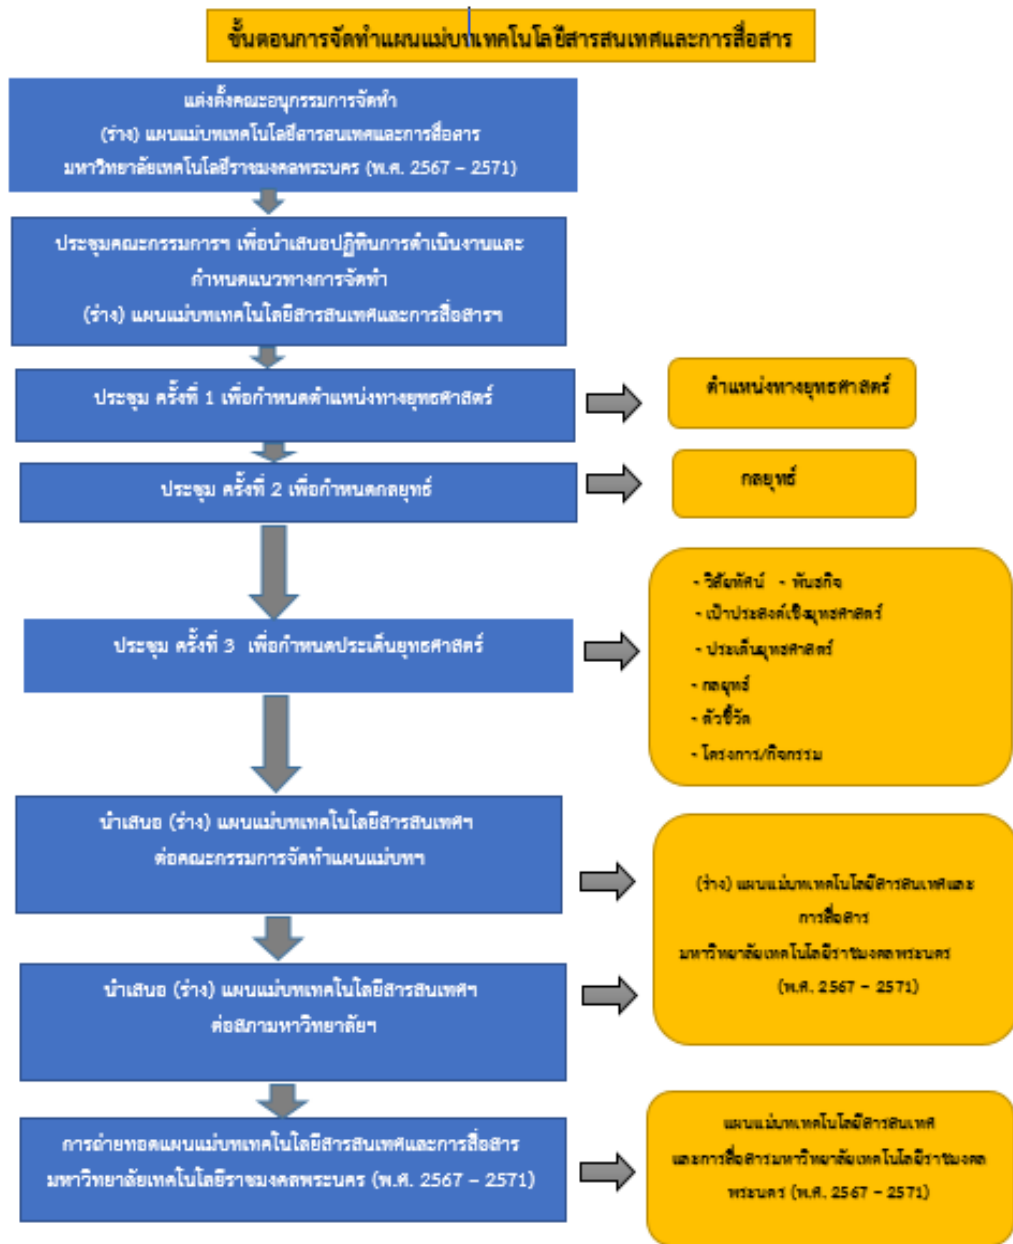 ขั้นตอนการจัดทำแผนแม่บทเทคโนโลยีสารสนเทศและการสื่อสาร
แต่งตั้งคณะอนุกรรมการจัดทำ
(ร่าง) แผนแม่บทเทคโนโลยีสารสนเทศและการสื่อสาร
มหาวิทยาลัยเทคโนโลยีราชมงคลพระนคร (พ.ศ. 2567 – 2571)
ประชุมคณะกรรมการฯ เพื่อนำเสนอปฏิทินการดำเนินงานและ
กำหนดแนวทางการจัดทำ
(ร่าง) แผนแม่บทเทคโนโลยีสารสนเทศและการสื่อสารฯ
ประชุม ครั้งที่ 1 เพื่อกำหนดตำแหน่งทางยุทธศาสตร์
ตำแหน่งทางยุทธศาสตร์
ประชุม ครั้งที่ 2 เพื่อกำหนดกลยุทธ์
กลยุทธ์
ประชุม ครั้งที่ 3 เพื่อกำหนดประเด็นยุทธศาสตร์
- วิสัยทัศน์ - พันธกิจ
- เป้าประสงค์เชิงยุทธศาสตร์
- ประเด็นยุทธศาสตร์
- กลยุทธ์
- ตัวชี้วัด
- โครงการ/กิจกรรม
นำเสนอ (ร่าง) แผนแม่บทเทคโนโลยีสารสนเทศฯ
ต่อคณะกรรมการจัดทำแผนแม่บทฯ
นำเสนอ (ร่าง) แผนแม่บทเทคโนโลยีสารสนเทศฯ
ต่อสภามหาวิทยาลัยฯ
(ร่าง) แผนแม่บทเทคโนโลยีสารสนเทศและ
การสื่อสาร
มหาวิทยาลัยเทคโนโลยีราชมงคลพระนคร
(พ.ศ. 2567 – 2571)
การถ่ายทอดแผนแม่บทเทคโนโลยีสารสนเทศและการสื่อสาร
มหาวิทยาลัยเทคโนโลยีราชมงคลพระนคร (พ.ศ. 2567 – 2571)
แผนแม่บทเทคโนโลยีสารสนเทศ
และการสื่อสารมหาวิทยาลัยเทคโนโลยีราชมงคล
พระนคร (พ.ศ. 2567 – 2571)